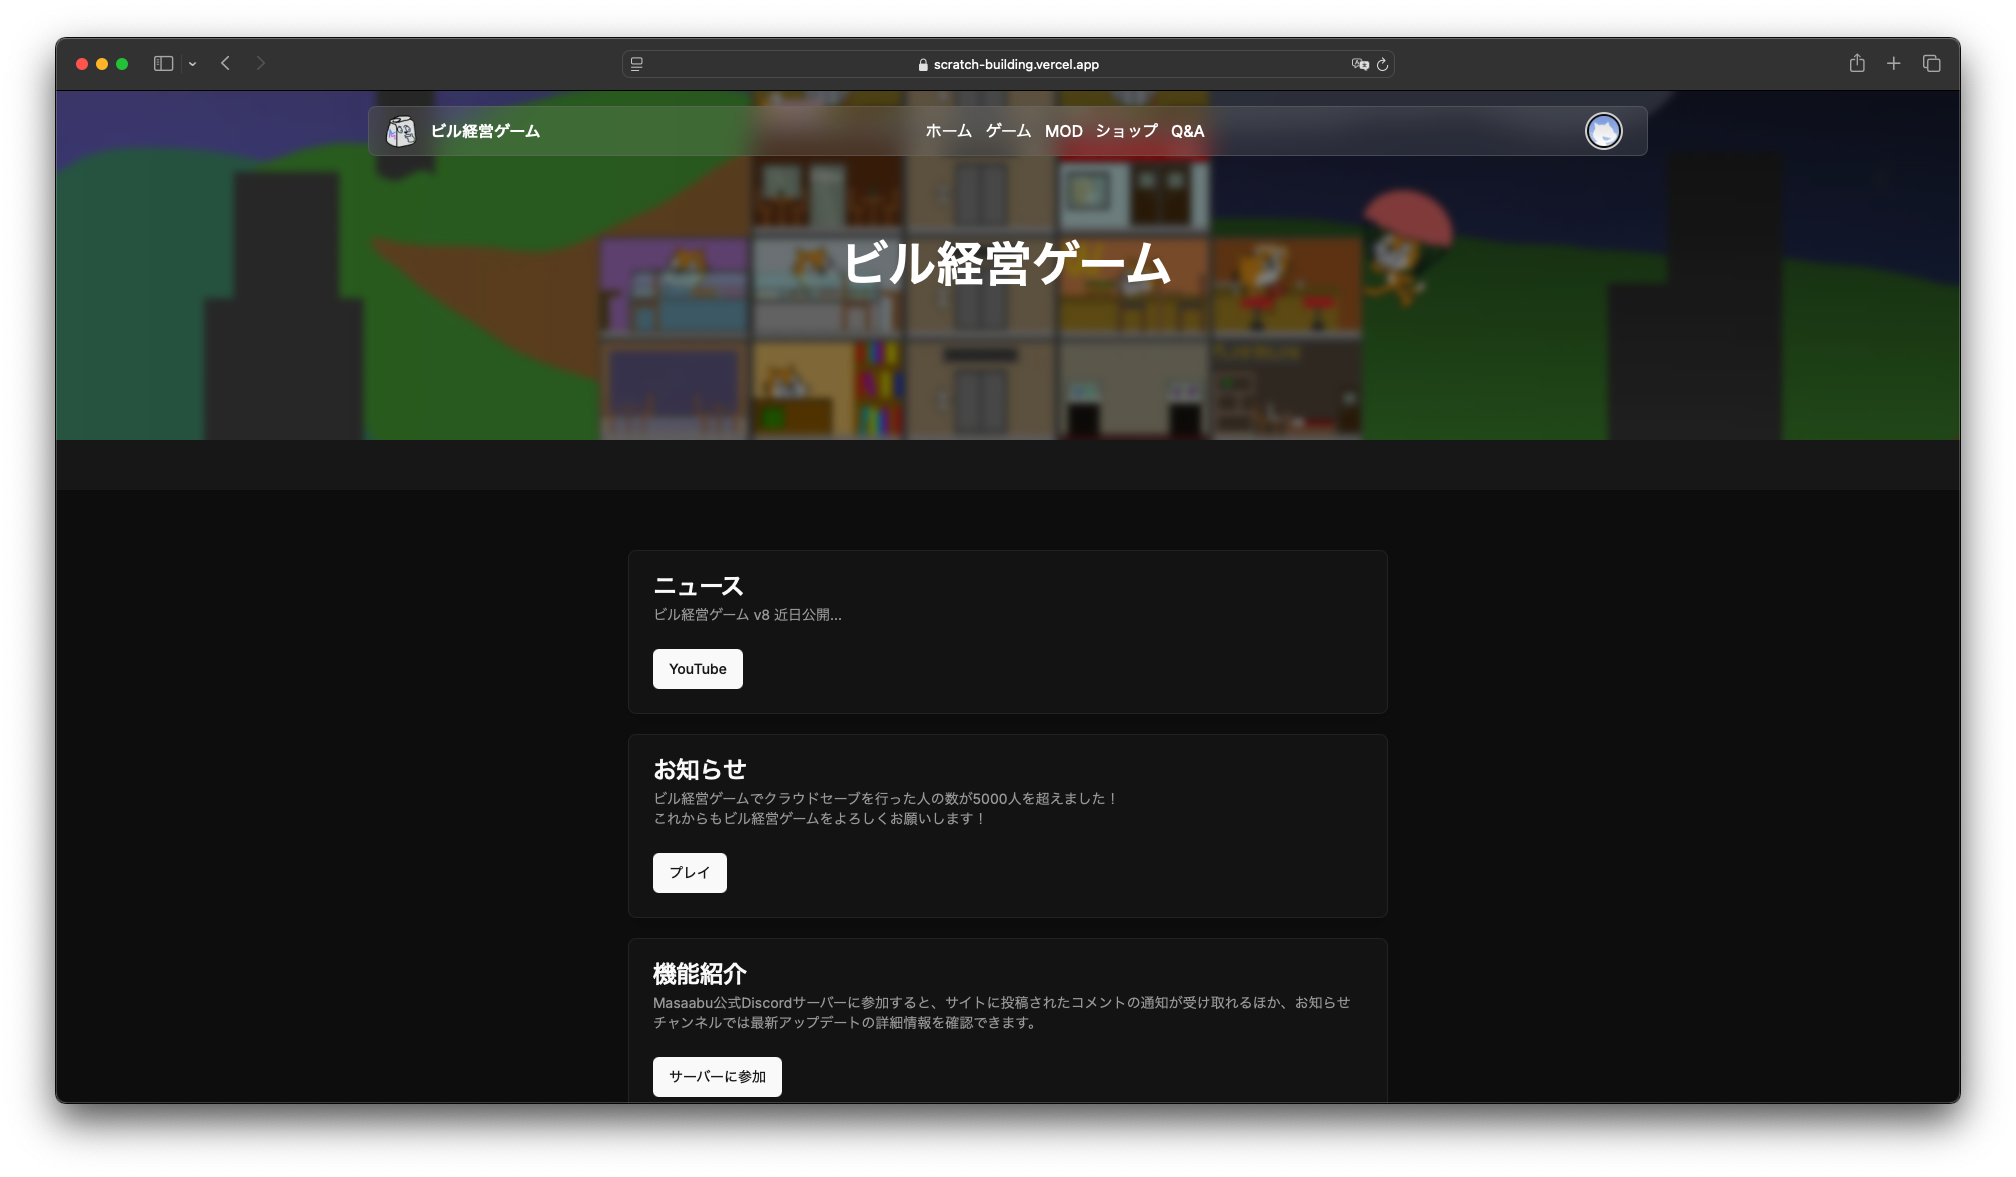 scratch-building.vercel.app
ビル経営ゲーム
ホーム ゲーム MOD ショップ Q&A
ビル経営ゲーム
ニュース
ビル経営ゲーム v8 近日公開...
YouTube
お知らせ
ビル経営ゲームでクラウドセーブを行った人の数が5000人を超えました！
これからもビル経営ゲームをよろしくお願いします！
プレイ
機能紹介
Masaabu公式Discordサーバーに参加すると、サイトに投稿されたコメントの通知が受け取れるほか、お知らせ
チャンネルでは最新アップデートの詳細情報を確認できます。
サーバーに参加